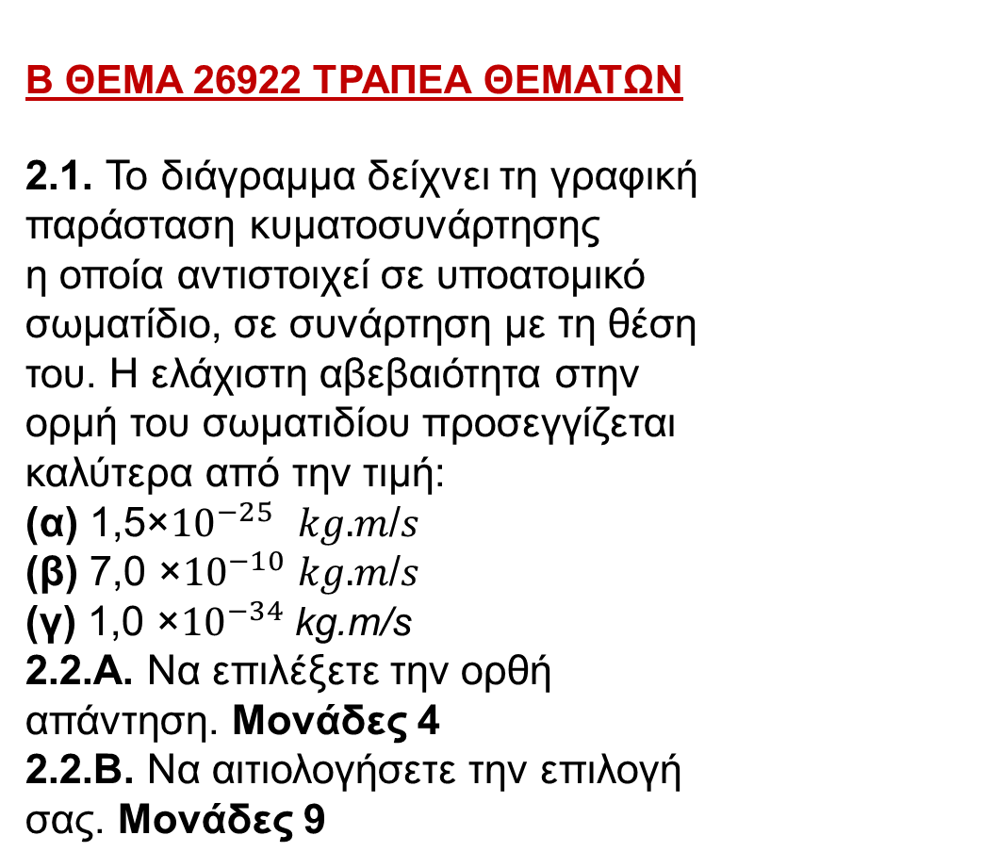 Β ΘΕΜΑ 26922 ΤΡΑΠΕΑ ΘΕΜΑΤΩΝ
2.1. Το διάγραμμα δείχνει τη γραφική
παράσταση κυματοσυνάρτησης
η οποία αντιστοιχεί σε υποατομικό
σωματίδιο, σε συνάρτηση με τη θέση
του. Η ελάχιστη αβεβαιότητα στην
ορμή του σωματιδίου προσεγγίζεται
καλύτερα από την τιμή:
(α) 1,5×10⁻²⁵ kg.m/s
(β) 7,0 ×10⁻¹⁰ kg.m/s
(γ) 1,0 ×10⁻³⁴ kg.m/s
2.2.Α. Να επιλέξετε την ορθή
απάντηση. Μονάδες 4
2.2.Β. Να αιτιολογήσετε την επιλογή
σας. Μονάδες 9